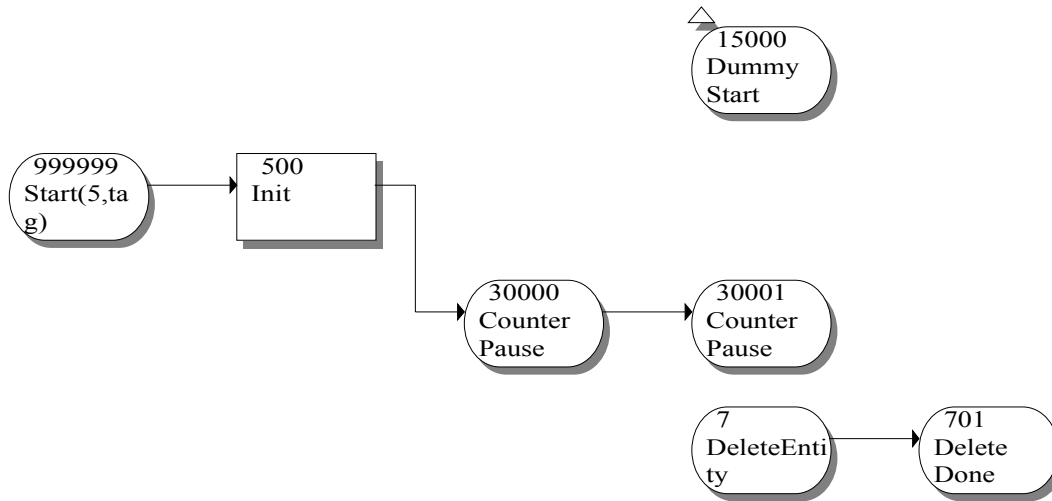 15000
Dummy
Start
999999
Start(5,ta
g)
500
Init
30000
Counter
Pause
30001
Counter
Pause
7
DeleteEnti
ty
701
Delete
Done